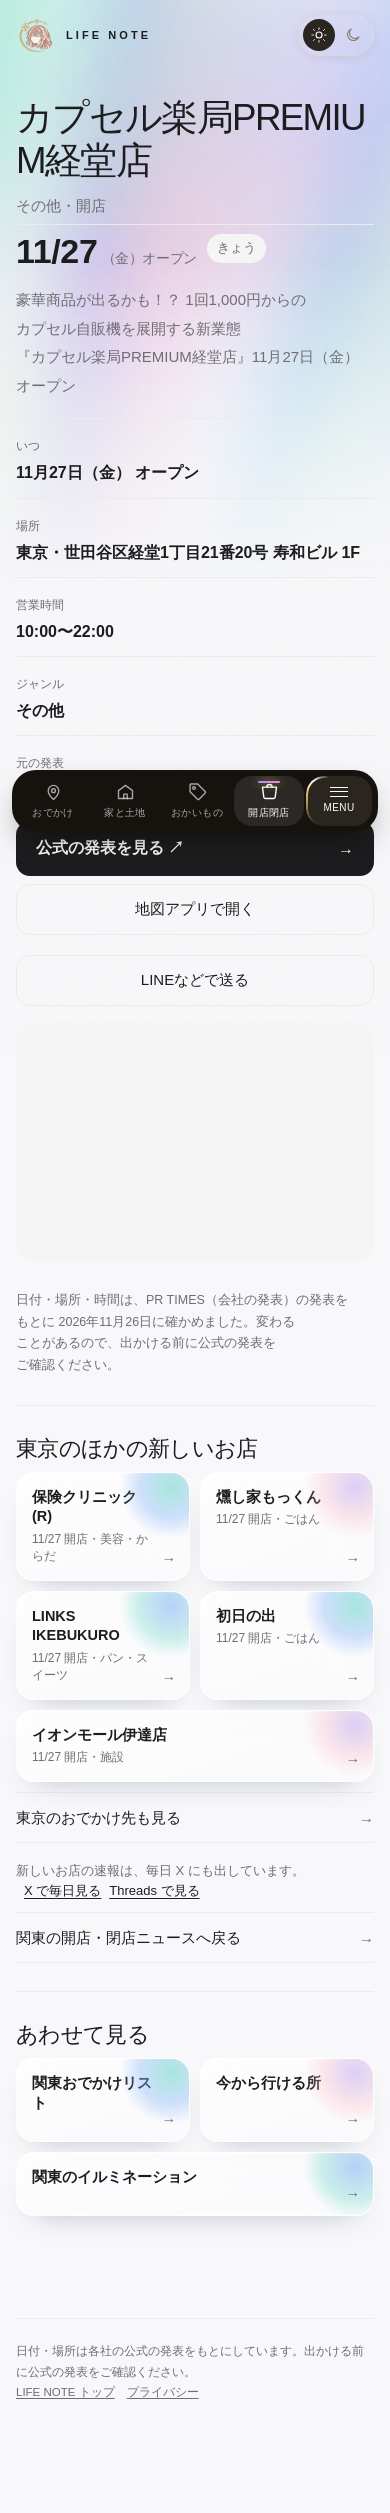 LIFE NOTE
カプセル楽局PREMIU
M経堂店
その他・開店
11/27 （金）オープン きょう
豪華商品が出るかも！？ 1回1,000円からの
カプセル自販機を展開する新業態
『カプセル楽局PREMIUM経堂店』11月27日（金）
オープン
いつ
11月27日（金） オープン
場所
東京・世田谷区経堂1丁目21番20号 寿和ビル 1F
営業時間
10:00〜22:00
ジャンル
その他
元の発表
おでかけ 家と土地 おかいもの 開店閉店 MENU
公式の発表を見る ↗ →
地図アプリで開く
LINEなどで送る
日付・場所・時間は、PR TIMES（会社の発表）の発表を
もとに 2026年11月26日に確かめました。変わる
ことがあるので、出かける前に公式の発表を
ご確認ください。
東京のほかの新しいお店
保険クリニック
(R)
11/27 開店・美容・か
らだ →
燻し家もっくん
11/27 開店・ごはん
→
LINKS
IKEBUKURO
11/27 開店・パン・ス
イーツ →
初日の出
11/27 開店・ごはん
→
イオンモール伊達店
11/27 開店・施設 →
東京のおでかけ先も見る →
新しいお店の速報は、毎日 X にも出しています。
X で毎日見る Threads で見る
関東の開店・閉店ニュースへ戻る →
あわせて見る
関東おでかけリス
ト →
今から行ける所
→
関東のイルミネーション
→
日付・場所は各社の公式の発表をもとにしています。出かける前
に公式の発表をご確認ください。
LIFE NOTE トップ プライバシー